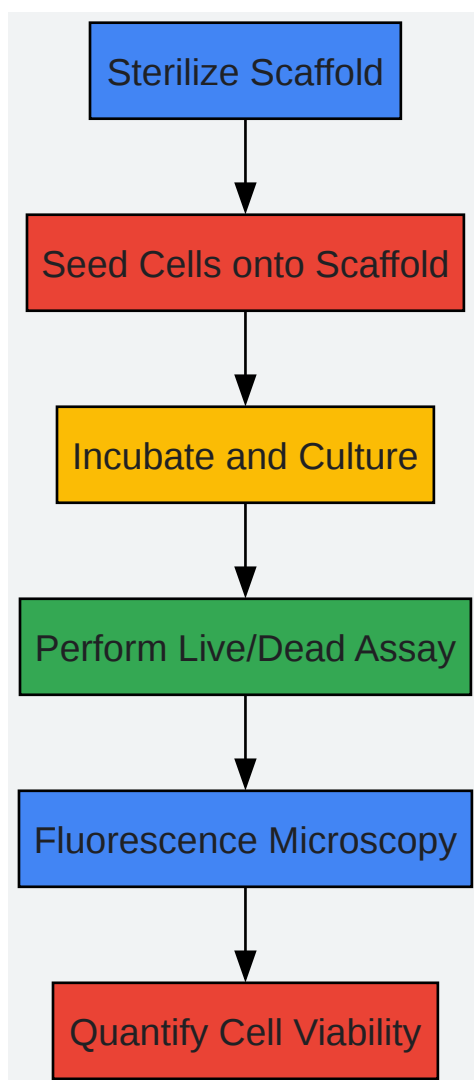 Sterilize Scaffold
Seed Cells onto Scaffold
Incubate and Culture
Perform Live/Dead Assay
Fluorescence Microscopy
Quantify Cell Viability